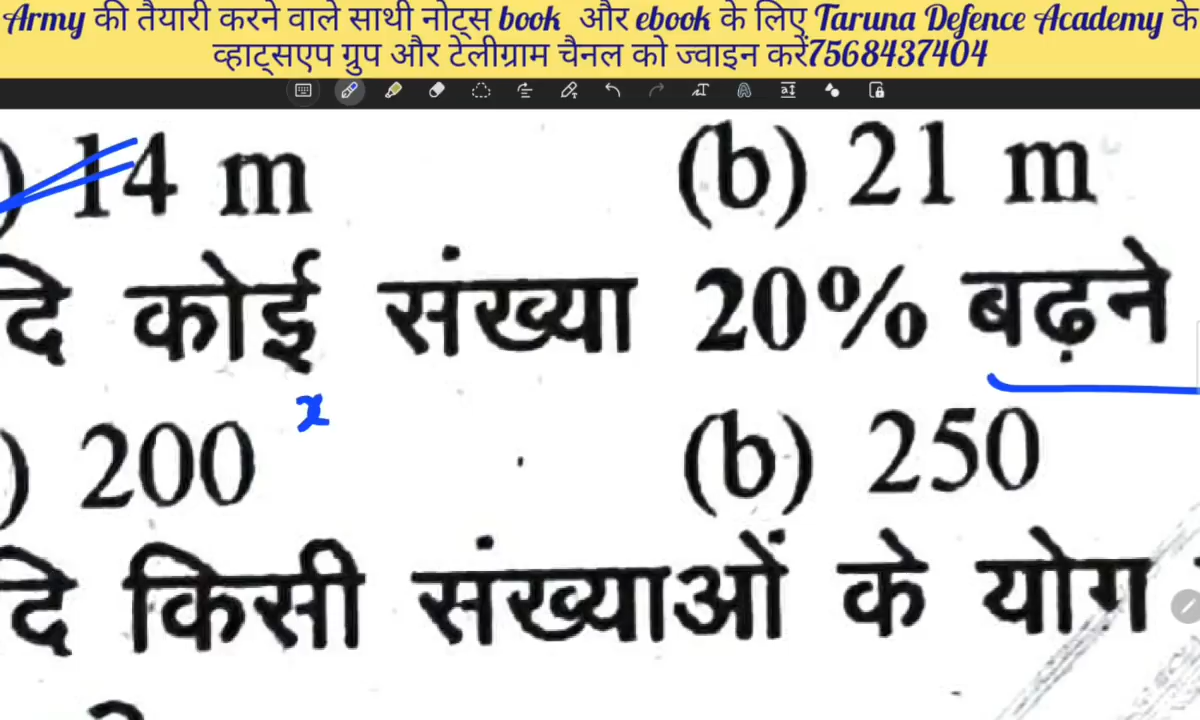 Army की तैयारी करने वाले साथी नोट्स book और ebook के लिए Taruna Defence Academy के
व्हाट्सएप ग्रुप और टेलीग्राम चैनल को ज्वाइन करें7568437404
) 14 m (b) 21 m
दि कोई संख्या 20% बढ़ने
x
) 200 (b) 250
दि किसी संख्याओं के योग